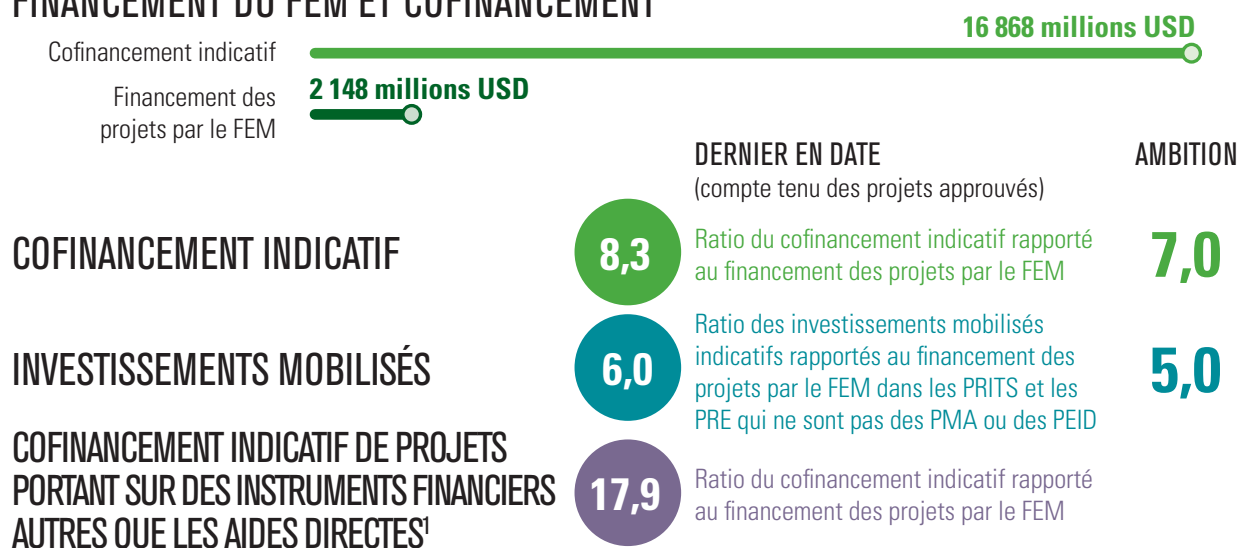 FINANCEMENT DU FEM ET COFINANCEMENT
16 868 millions USD
Cofinancement indicatif
2 148 millions USD
Financement des
projets par le FEM
DERNIER EN DATE
AMBITION
(compte tenu des projets approuvés)
COFINANCEMENT INDICATIF
8,3
Ratio du cofinancement indicatif rapporté
au financement des projets par le FEM
7,0
INVESTISSEMENTS MOBILISÉS
6,0
Ratio des investissements mobilisés
indicatifs rapportés au financement des
projets par le FEM dans les PRITS et les
PRE qui ne sont pas des PMA ou des PEID
5,0
COFINANCEMENT INDICATIF DE PROJETS
PORTANT SUR DES INSTRUMENTS FINANCIERS
AUTRES QUE LES AIDES DIRECTES¹
17,9
Ratio du cofinancement indicatif rapporté
au financement des projets par le FEM